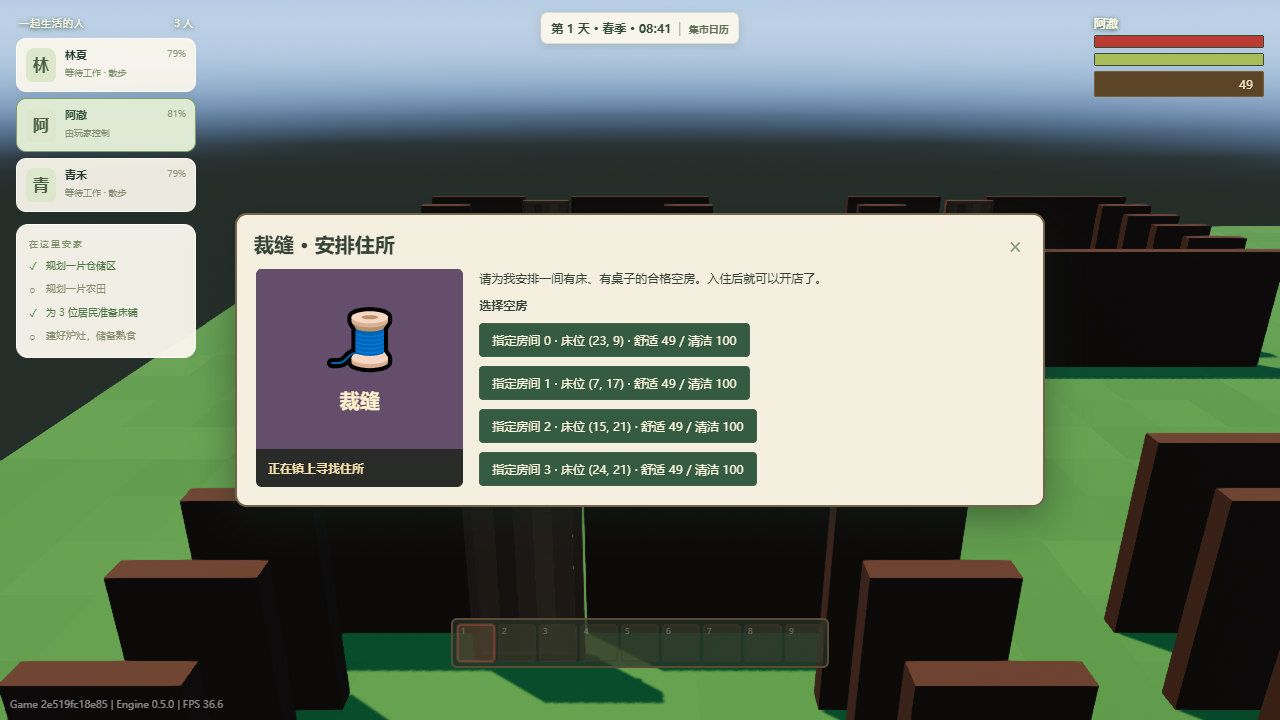 一起生活的人 3 人
林
林夏 79%
等待工作 · 散步
阿
阿澈 81%
由玩家控制
青
青禾 79%
等待工作 · 散步
在这里安家
✓ 规划一片仓储区
○ 规划一片农田
✓ 为 3 位居民准备床铺
○ 建好炉灶，储备熟食
第 1 天 • 春季 • 08:41 | 集市日历
阿澈
49
裁缝 • 安排住所
×
裁缝
正在镇上寻找住所
请为我安排一间有床、有桌子的合格空房。入住后就可以开店了。
选择空房
指定房间 0 · 床位 (23, 9) · 舒适 49 / 清洁 100
指定房间 1 · 床位 (7, 17) · 舒适 49 / 清洁 100
指定房间 2 · 床位 (15, 21) · 舒适 49 / 清洁 100
指定房间 3 · 床位 (24, 21) · 舒适 49 / 清洁 100
1 2 3 4 5 6 7 8 9
Game 2e519fc18e85 | Engine 0.5.0 | FPS 36.6